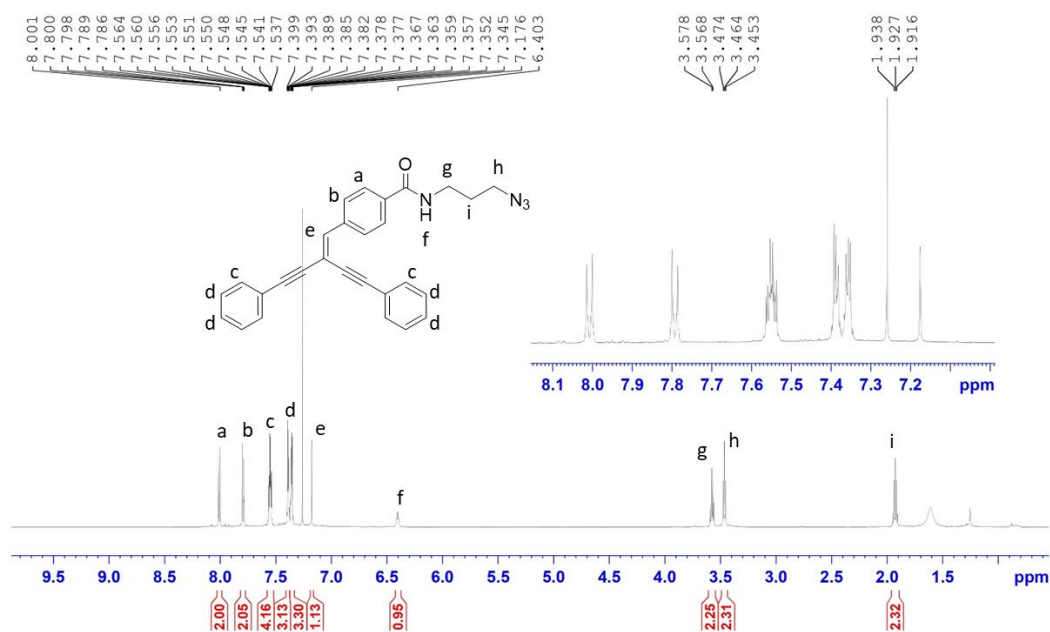 8.001 7.800 7.798 7.789 7.786 7.564 7.560 7.556 7.553 7.551 7.550 7.548 7.545 7.541 7.537 7.399 7.393 7.389 7.385 7.382 7.378 7.377 7.367 7.363 7.359 7.357 7.352 7.345 7.176 6.403 3.578 3.568 3.474 3.464 3.453 1.938 1.927 1.916
O
a g h
b N N3
H i
e f
c c
d d
d d
8.1 8.0 7.9 7.8 7.7 7.6 7.5 7.4 7.3 7.2 ppm
a b c d e f g h i
9.5 9.0 8.5 8.0 7.5 7.0 6.5 6.0 5.5 5.0 4.5 4.0 3.5 3.0 2.5 2.0 1.5 ppm
2.00 2.05 4.16 3.13 3.30 1.13 0.95 2.25 2.31 2.32